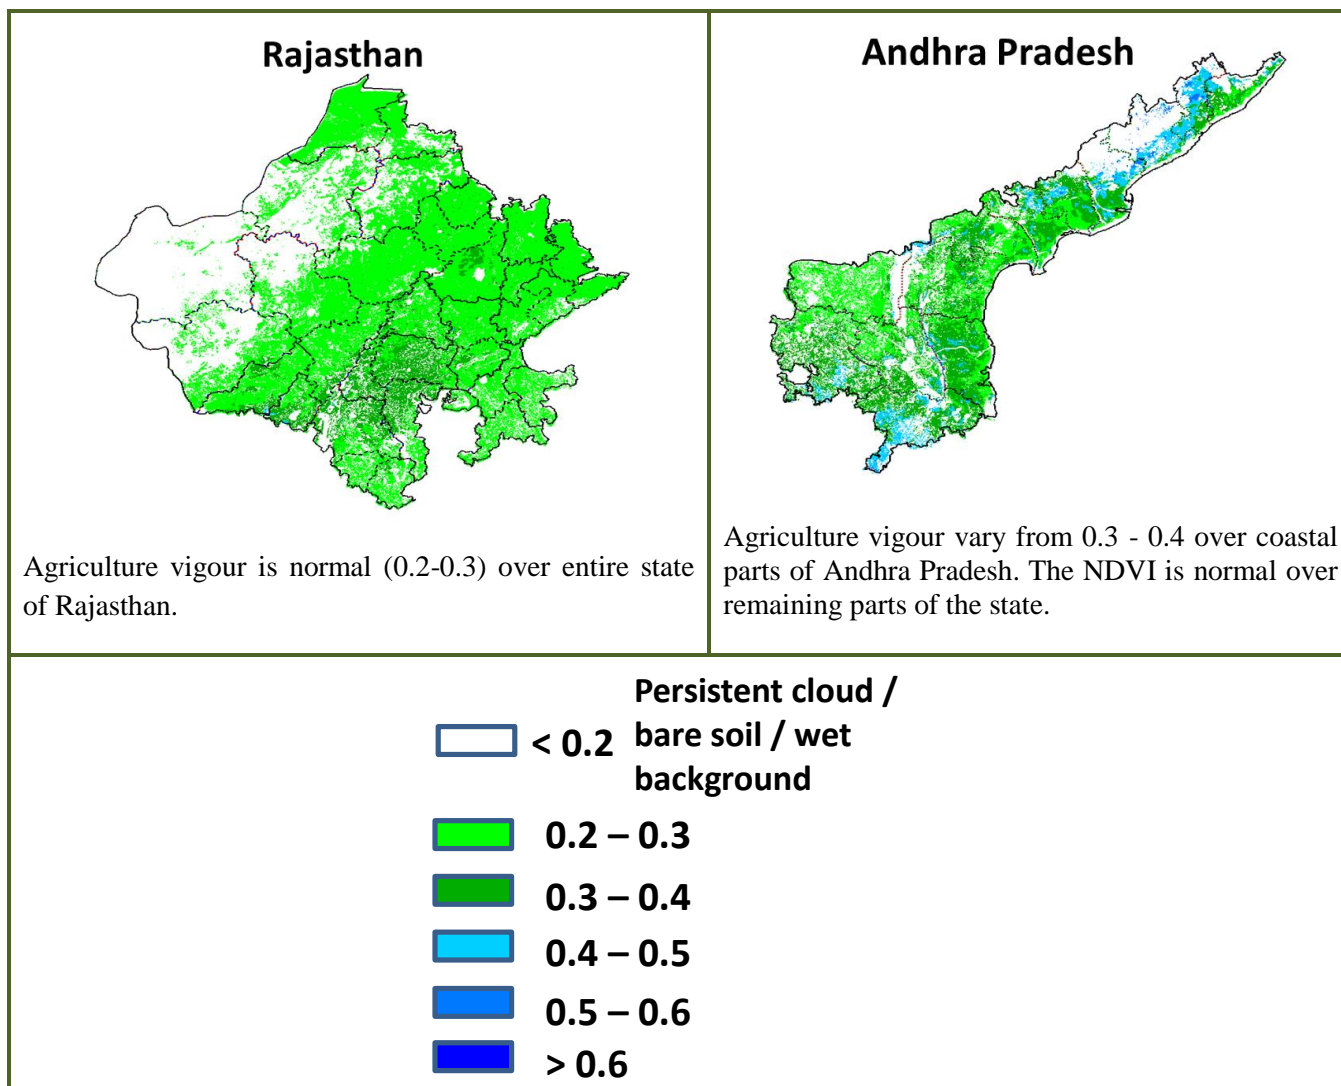 Rajasthan
Agriculture vigour is normal (0.2-0.3) over entire state
of Rajasthan.
Andhra Pradesh
Agriculture vigour vary from 0.3 - 0.4 over coastal
parts of Andhra Pradesh. The NDVI is normal over
remaining parts of the state.
< 0.2 Persistent cloud /
bare soil / wet
background
0.2 – 0.3
0.3 – 0.4
0.4 – 0.5
0.5 – 0.6
> 0.6